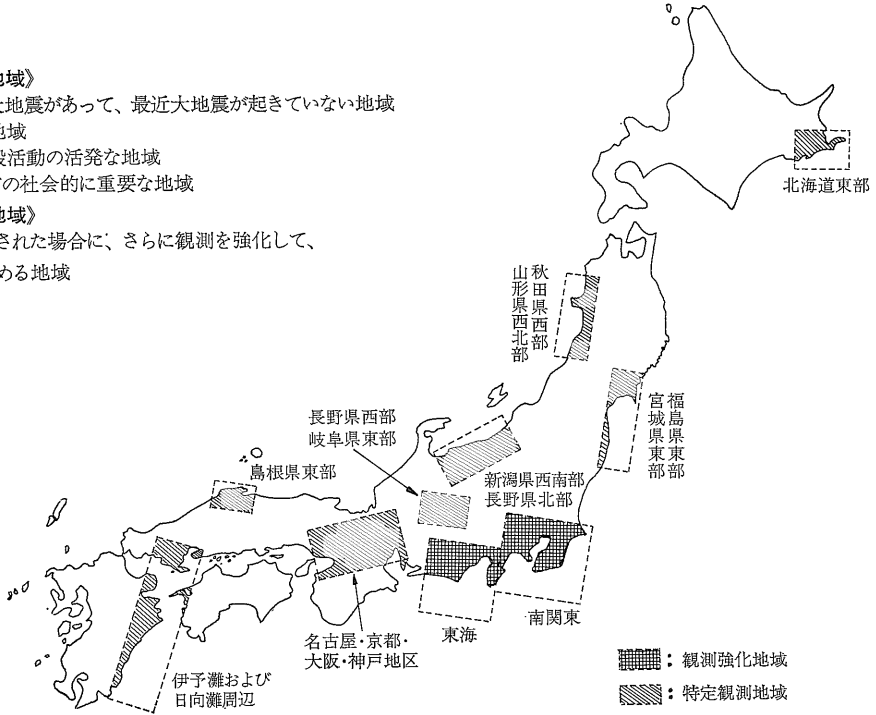 地域》
大地震があって、最近大地震が起きていない地域
地域
役活動の活発な地域
の社会的に重要な地域
地域》
された場合に、さらに観測を強化して、
める地域
北海道東部
秋田県西部
山形県西北部
福島県東部
宮城県東部
長野県西部
岐阜県東部
新潟県西南部
長野県北部
島根県東部
名古屋・京都・
大阪・神戸地区
東海
南関東
伊予灘および
日向灘周辺
：観測強化地域
：特定観測地域